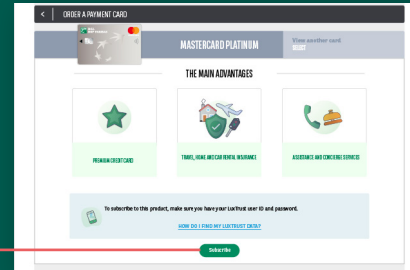 < ORDER A PAYMENT CARD
MASTERCARD PLATINUM
View another card
THE MAIN ADVANTAGES
PREMIUM CREDIT CARD
TRAVEL, HOME AND CAR RENTAL INSURANCE
ASSISTANCE AND CONCIERGE SERVICES
To subscribe to this product, make sure you have your LuxTrust user ID and password.
HOW DO I FIND MY LUXTRUST DATA?
Subscribe